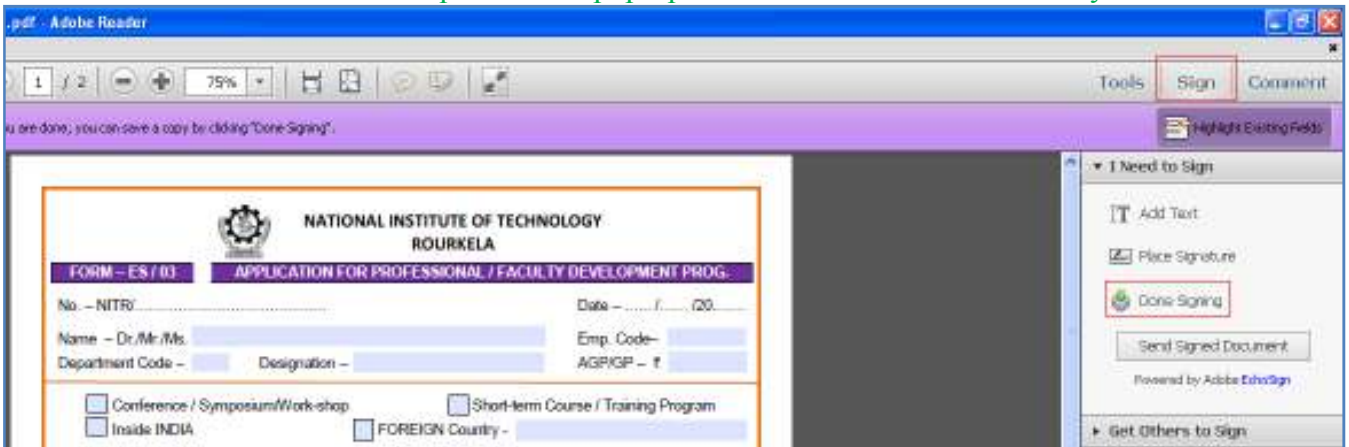 .pdf - Adobe Reader
1 / 2 75% Tools Sign Comment
u are done, you can save a copy by clicking "Done Signing".
Highlight Existing Fields
I Need to Sign
Add Text
Place Signature
Done Signing
Send Signed Document
Powered by Adobe EchoSign
Get Others to Sign
NATIONAL INSTITUTE OF TECHNOLOGY
ROURKELA
FORM – ES / 03 APPLICATION FOR PROFESSIONAL / FACULTY DEVELOPMENT PROG.
No. – NITR/................................................ Date – ....... /....... /20.......
Name – Dr./Mr./Ms. Emp. Code–
Department Code – Designation – AGP/GP – ₹
Conference / Symposium/Work-shop Short-term Course / Training Program
Inside INDIA FOREIGN Country -